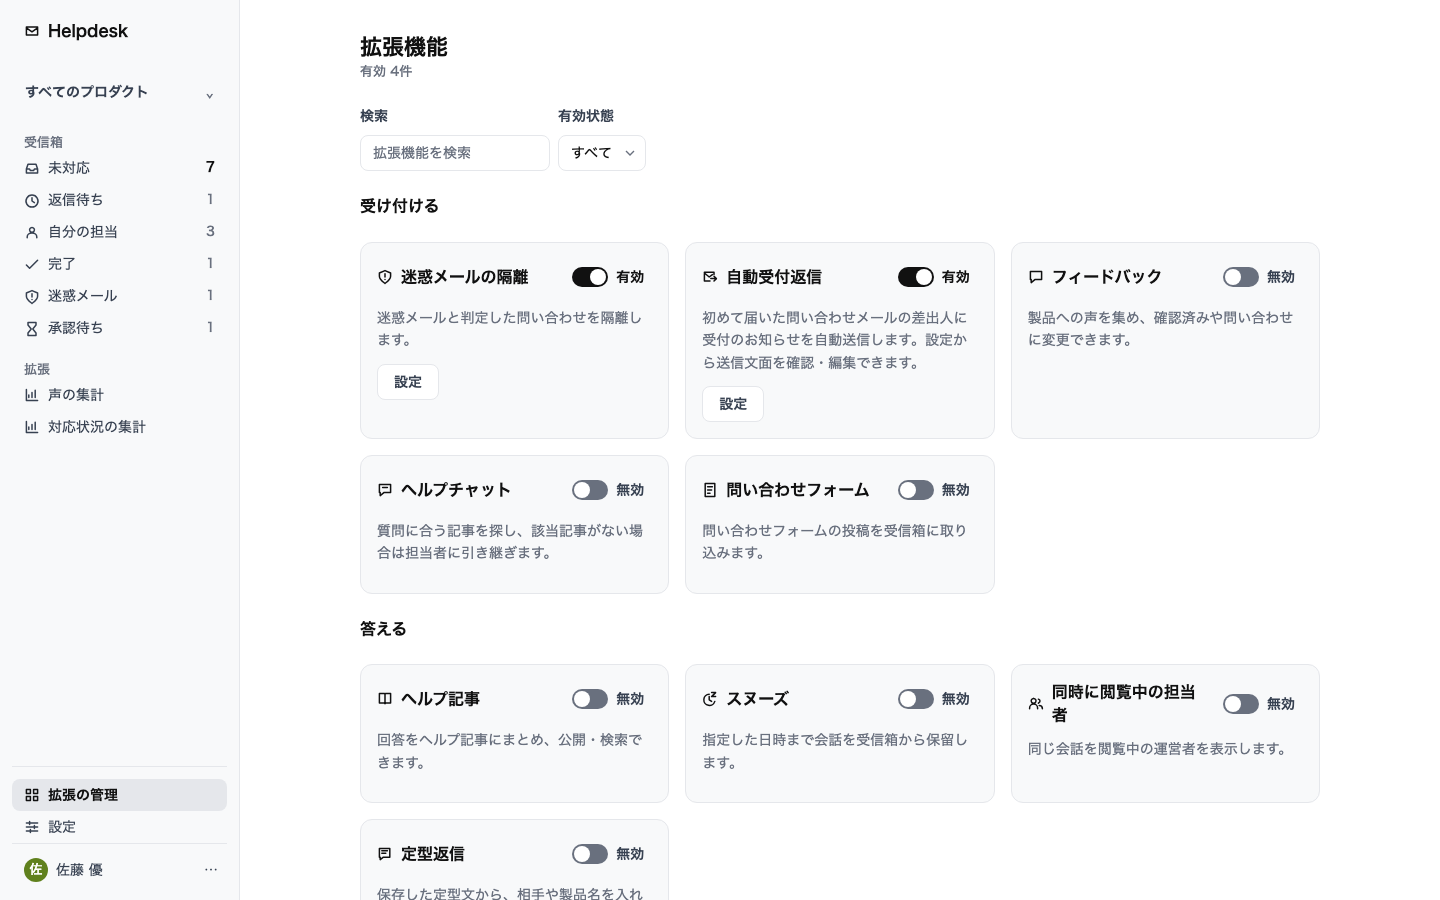 Helpdesk
すべてのプロダクト
受信箱
未対応 7
返信待ち 1
自分の担当 3
完了 1
迷惑メール 1
承認待ち 1
拡張
声の集計
対応状況の集計
拡張の管理
設定
佐 佐藤 優 …
拡張機能
有効 4件
検索 有効状態
拡張機能を検索 すべて
受け付ける
迷惑メールの隔離 有効
迷惑メールと判定した問い合わせを隔離し
ます。
設定
自動受付返信 有効
初めて届いた問い合わせメールの差出人に
受付のお知らせを自動送信します。設定か
ら送信文面を確認・編集できます。
設定
フィードバック 無効
製品への声を集め、確認済みや問い合わせ
に変更できます。
ヘルプチャット 無効
質問に合う記事を探し、該当記事がない場
合は担当者に引き継ぎます。
問い合わせフォーム 無効
問い合わせフォームの投稿を受信箱に取り
込みます。
答える
ヘルプ記事 無効
回答をヘルプ記事にまとめ、公開・検索で
きます。
スヌーズ 無効
指定した日時まで会話を受信箱から保留し
ます。
同時に閲覧中の担当
者 無効
同じ会話を閲覧中の運営者を表示します。
定型返信 無効
保存した定型文から、相手や製品名を入れ